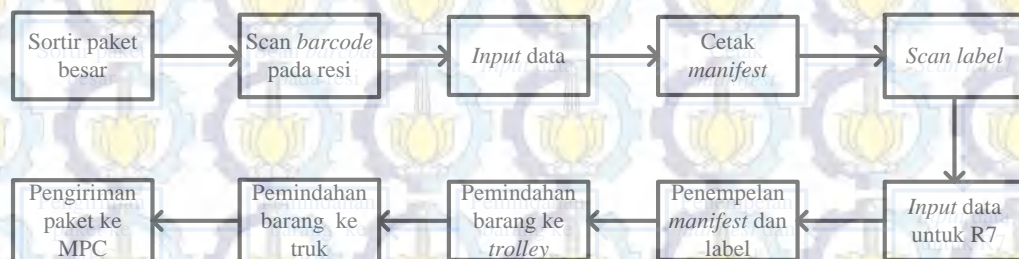 Sortir paket
besar
Scan barcode
pada resi
Input data
Cetak
manifest
Scan label
Input data
untuk R7
Penempelan
manifest dan
label
Pemindahan
barang ke
trolley
Pemindahan
barang ke
truk
Pengiriman
paket ke
MPC